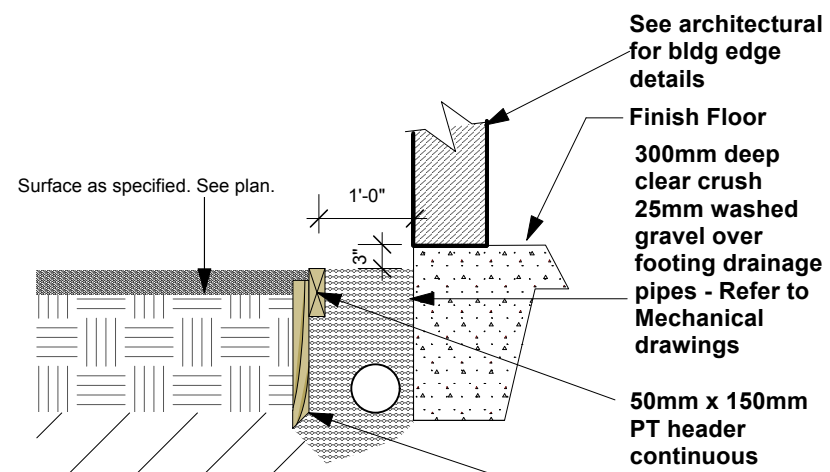 See architectural
for bldg edge
details
Finish Floor
300mm deep
clear crush
25mm washed
gravel over
footing drainage
pipes - Refer to
Mechanical
drawings
50mm x 150mm
PT header
continuous
Surface as specified. See plan.
1'-0"
3"